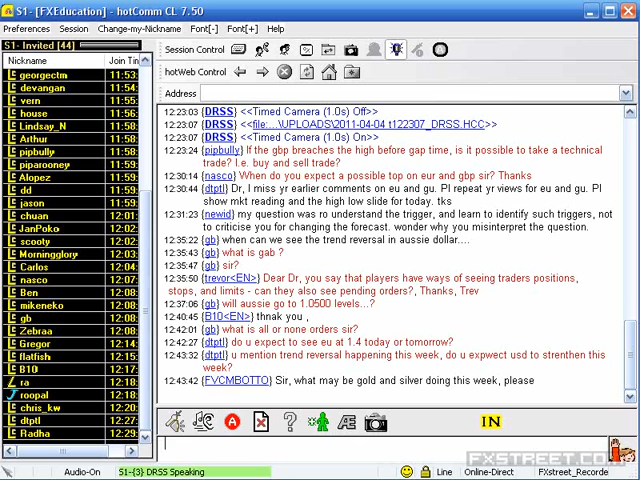 S1- [FXEducation] - hotComm CL 7.50
Preferences Session Change-my-Nickname Font[-] Font[+] Help
S1- Invited [44]
Session Control
Nickname Join Tin
hotWeb Control
Address
georgectm 11:53:
devangan 11:54:
vern 11:55:
house 11:56:
Lindsay_N 11:56:
Arthur 11:58:
pipbully 11:59:
piparooney 11:59:
Alopez 11:59:
dd 11:59:
jason 11:59:
chuan 12:01:
JanPoko 12:02:
scooty 12:02:
Morningglory 12:03:
Carlos 12:04:
nasco 12:07:
Ben 12:08:
mikeneko 12:08:
gb 12:08:
Zebraa 12:08:
Gregor 12:14:
flatfish 12:15:
B10 12:17:
ra 12:18:
roopal 12:18:
chris_kw 12:20:
dtptl 12:27:
Radha 12:29:
12:23:03 {DRSS} <<Timed Camera (1.0s) Off>>
12:23:07 {DRSS} <<file:...\UPLOADS\2011-04-04 t122307_DRSS.HCC>>
12:23:07 {DRSS} <<Timed Camera (1.0s) On>>
12:23:24 {pipbully} If the gbp breaches the high before gap time, is it possible to take a technical
trade? I.e. buy and sell trade?
12:30:14 {nasco} When do you expect a possible top on eur and gbp sir? Thanks
12:30:44 {dtptl} Dr, I miss yr earlier comments on eu and gu. Pl repeat yr views for eu and gu. Pl
show mkt reading and the high low slide for today. tks
12:31:23 {newid} my question was ro understand the trigger, and learn to identify such triggers, not
to criticise you for changing the forecast. wonder why you misinterpret the question.
12:35:22 {gb} when can we see the trend reversal in aussie dollar....
12:35:43 {gb} what is gab ?
12:35:47 {gb} sir?
12:35:50 {trevor<EN>} Dear Dr, you say that players have ways of seeing traders positions,
stops, and limits - can they also see pending orders?, Thanks, Trev
12:37:06 {gb} will aussie go to 1.0500 levels...?
12:40:45 {B10<EN>} thnak you ,
12:42:01 {gb} what is all or none orders sir?
12:42:27 {dtptl} do u expect to see eu at 1.4 today or tomorrow?
12:43:32 {dtptl} u mention trend reversal happening this week, do u expwect usd to strenthen this
week?
12:43:42 {FVCMBOTTO} Sir, what may be gold and silver doing this week, please
IN
FXSTREET.COM
Audio-On S1-{3} DRSS Speaking Line Online-Direct FXstreet_Recorde